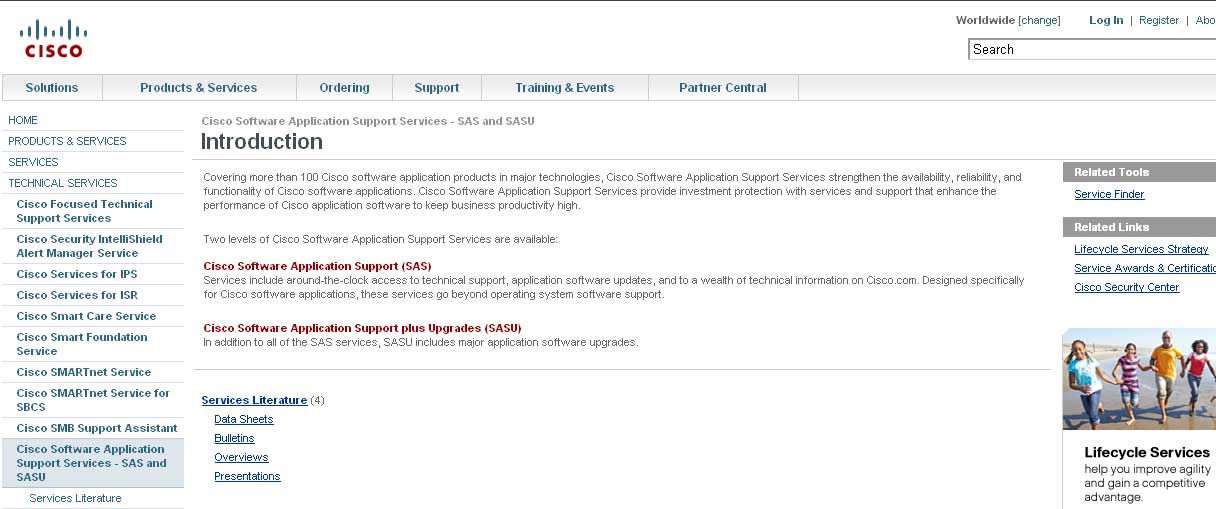 CISCO
Worldwide [change]
Log In | Register |
Search
Solutions
Products & Services
Ordering
Support
Training & Events
Partner Central
HOME
PRODUCTS & SERVICES
SERVICES
TECHNICAL SERVICES
Cisco Focused Technical
Support Services
Cisco Security IntelliShield
Alert Manager Service
Cisco Services for IPS
Cisco Services for ISR
Cisco Smart Care Service
Cisco Smart Foundation
Service
Cisco SMARTnet Service
Cisco SMARTnet Service for
SBCS
Cisco SMB Support Assistant
Cisco Software Application
Support Services - SAS and
SASU
Services Literature
Cisco Software Application Support Services - SAS and SASU
Introduction
Covering more than 100 Cisco software application products in major technologies, Cisco Software Application Support Services strengthen the availability, reliability, and
functionality of Cisco software applications. Cisco Software Application Support Services provide investment protection with services and support that enhance the
performance of Cisco application software to keep business productivity high.
Two levels of Cisco Software Application Support Services are available:
Cisco Software Application Support (SAS)
Services include around-the-clock access to technical support, application software updates, and to a wealth of technical information on Cisco.com. Designed specifically
for Cisco software applications, these services go beyond operating system software support.
Cisco Software Application Support plus Upgrades (SASU)
In addition to all of the SAS services, SASU includes major application software upgrades.
Services Literature (4)
Data Sheets
Bulletins
Overviews
Presentations
Related Tools
Service Finder
Related Links
Lifecycle Services Strategy
Service Awards &
Cisco Security Center
Lifecycle Services
help you improve agility
and gain a competitive
advantage.